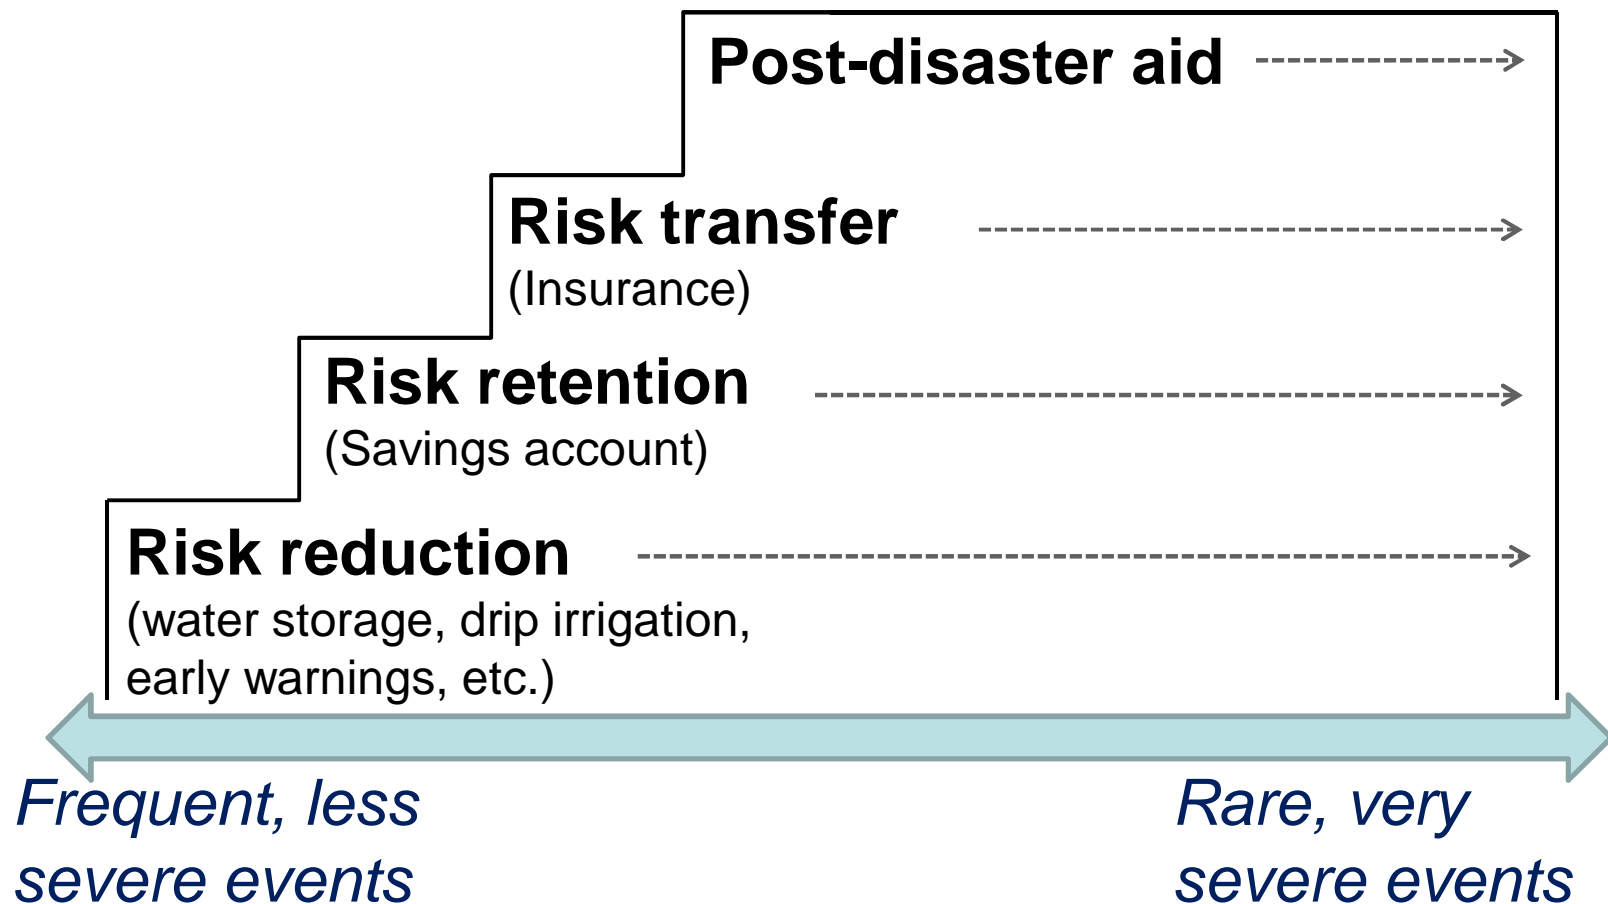 Post-disaster aid
Risk transfer
(Insurance)
Risk retention
(Savings account)
Risk reduction
(water storage, drip irrigation,
early warnings, etc.)
Frequent, less
severe events
Rare, very
severe events